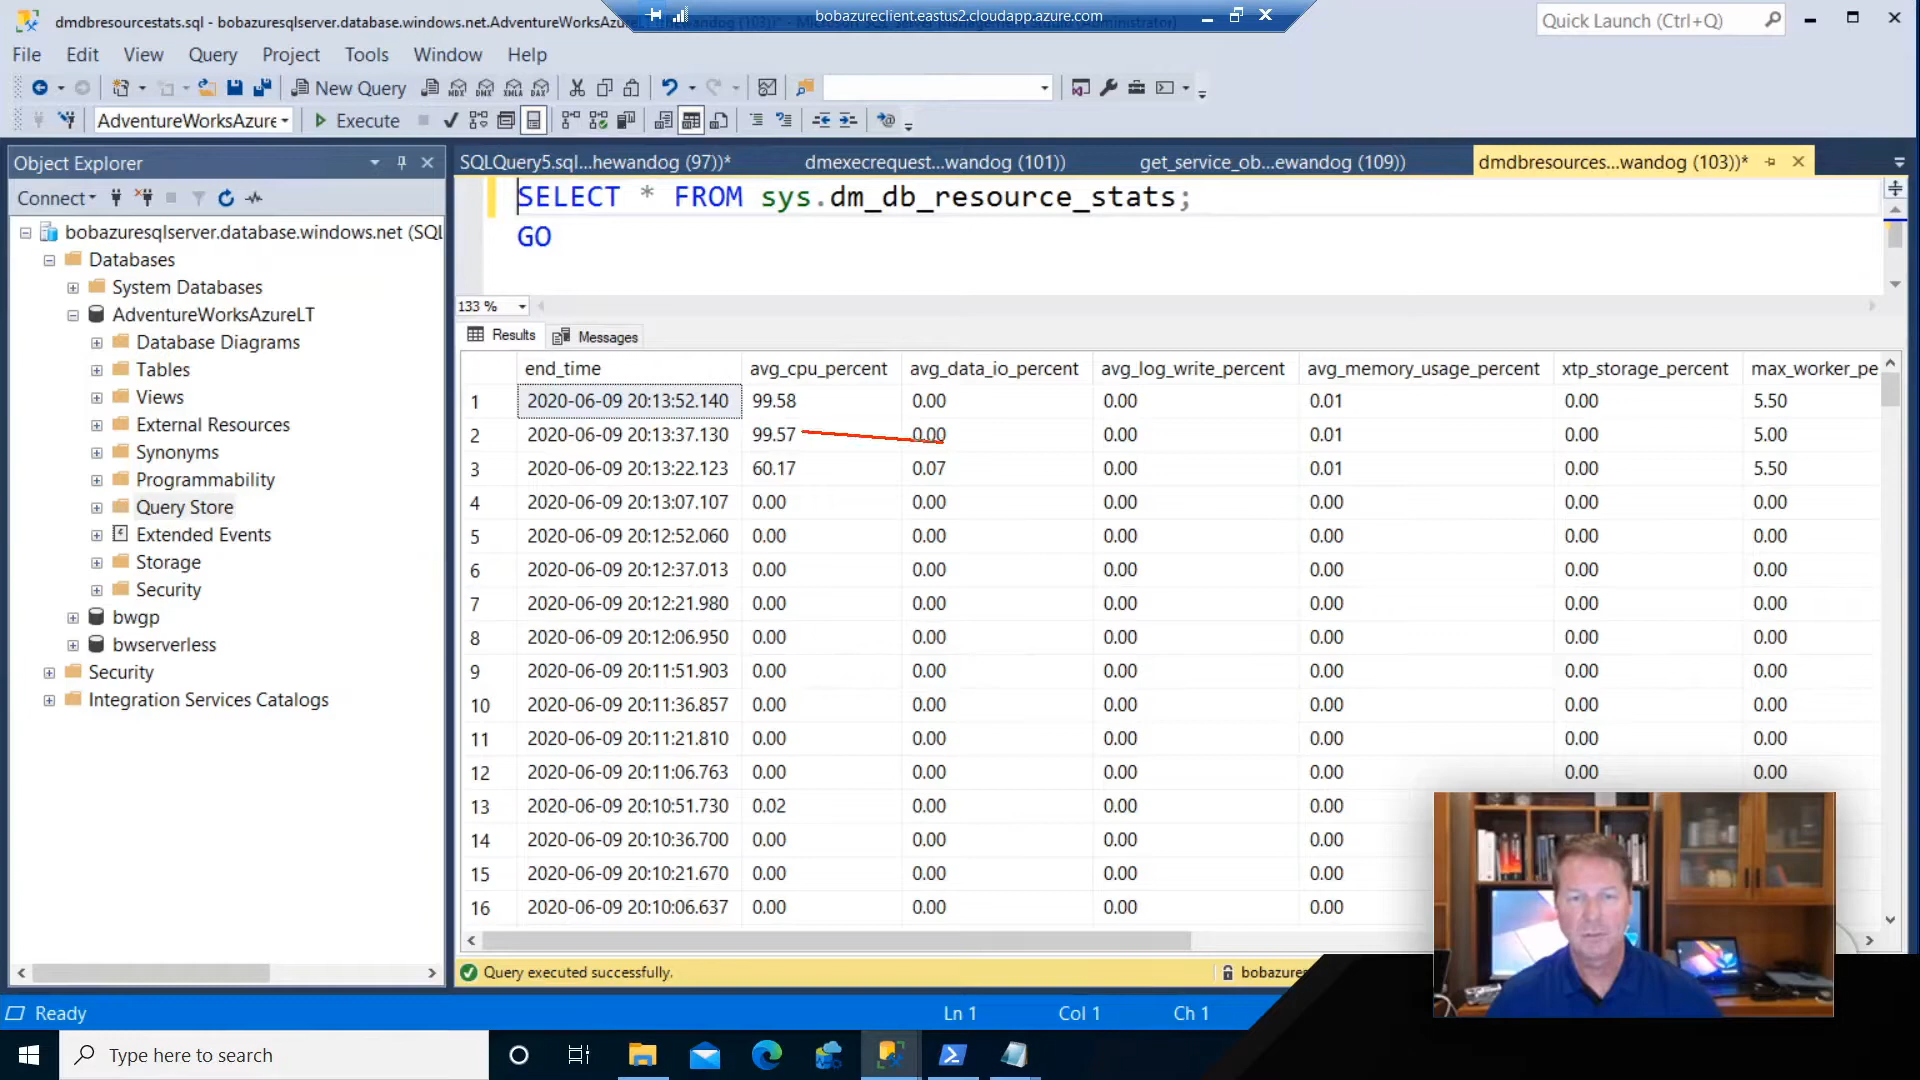 dmdbresourcestats.sql - bobazuresqlserver.database.windows.net.AdventureWorksAzureL
bobazureclient.eastus2.cloudapp.azure.com
Quick Launch (Ctrl+Q)
File Edit View Query Project Tools Window Help
New Query
AdventureWorksAzure Execute
Object Explorer
SQLQuery5.sql...hewandog (97))* dmexecrequest...wandog (101)) get_service_ob...ewandog (109)) dmdbresources...wandog (103))*
Connect
SELECT * FROM sys.dm_db_resource_stats;
GO
bobazuresqlserver.database.windows.net (SQL
Databases
System Databases
AdventureWorksAzureLT
Database Diagrams
Tables
Views
External Resources
Synonyms
Programmability
Query Store
Extended Events
Storage
Security
bwgp
bwserverless
Security
Integration Services Catalogs
133 %
Results Messages
end_time avg_cpu_percent avg_data_io_percent avg_log_write_percent avg_memory_usage_percent xtp_storage_percent max_worker_pe
1 2020-06-09 20:13:52.140 99.58 0.00 0.00 0.01 0.00 5.50
2 2020-06-09 20:13:37.130 99.57 0.00 0.00 0.01 0.00 5.00
3 2020-06-09 20:13:22.123 60.17 0.07 0.00 0.01 0.00 5.50
4 2020-06-09 20:13:07.107 0.00 0.00 0.00 0.00 0.00 0.00
5 2020-06-09 20:12:52.060 0.00 0.00 0.00 0.00 0.00 0.00
6 2020-06-09 20:12:37.013 0.00 0.00 0.00 0.00 0.00 0.00
7 2020-06-09 20:12:21.980 0.00 0.00 0.00 0.00 0.00 0.00
8 2020-06-09 20:12:06.950 0.00 0.00 0.00 0.00 0.00 0.00
9 2020-06-09 20:11:51.903 0.00 0.00 0.00 0.00 0.00 0.00
10 2020-06-09 20:11:36.857 0.00 0.00 0.00 0.00 0.00 0.00
11 2020-06-09 20:11:21.810 0.00 0.00 0.00 0.00 0.00 0.00
12 2020-06-09 20:11:06.763 0.00 0.00 0.00 0.00 0.00 0.00
13 2020-06-09 20:10:51.730 0.02 0.00 0.00 0.00
14 2020-06-09 20:10:36.700 0.00 0.00 0.00 0.00
15 2020-06-09 20:10:21.670 0.00 0.00 0.00 0.00
16 2020-06-09 20:10:06.637 0.00 0.00 0.00 0.00
Query executed successfully. bobazures
Ready Ln 1 Col 1 Ch 1
Type here to search